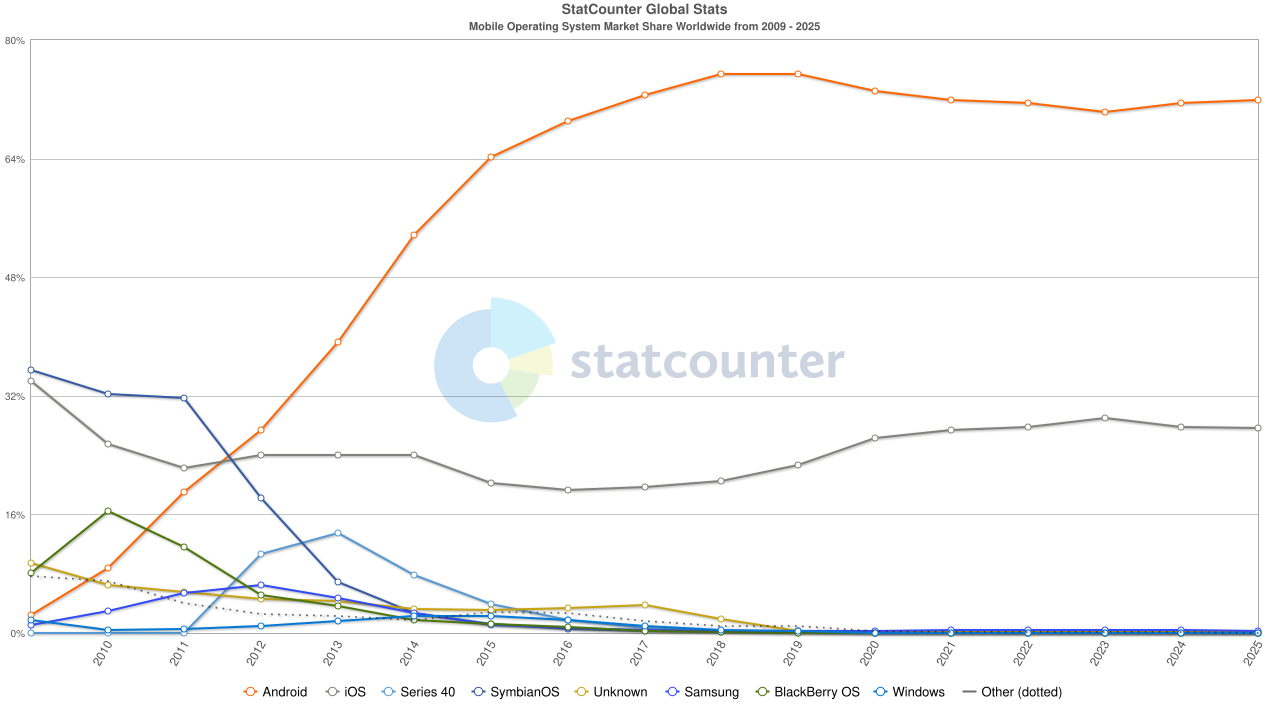 StatCounter Global Stats
Mobile Operating System Market Share Worldwide from 2009 - 2025
80%
64%
48%
32%
16%
0%
statcounter
2010 2011 2012 2013 2014 2015 2016 2017 2018 2019 2020 2021 2022 2023 2024 2025
Android iOS Series 40 SymbianOS Unknown Samsung BlackBerry OS Windows Other (dotted)